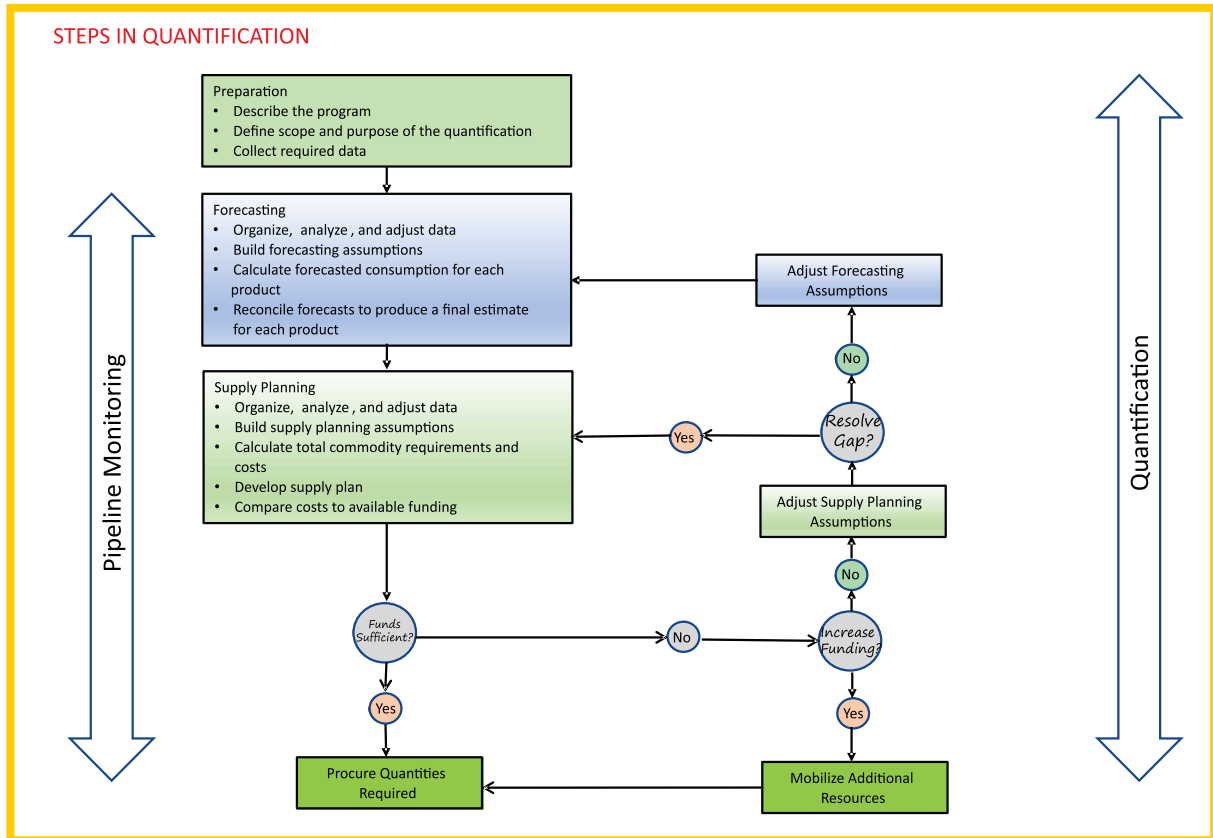 STEPS IN QUANTIFICATION
Preparation
• Describe the program
• Define scope and purpose of the quantification
• Collect required data
Forecasting
• Organize, analyze , and adjust data
• Build forecasting assumptions
• Calculate forecasted consumption for each
product
• Reconcile forecasts to produce a final estimate
for each product
Adjust Forecasting
Assumptions
No
Supply Planning
• Organize, analyze , and adjust data
• Build supply planning assumptions
• Calculate total commodity requirements and
costs
• Develop supply plan
• Compare costs to available funding
Yes
Resolve
Gap?
Adjust Supply Planning
Assumptions
No
Funds
Sufficient?
No
Increase
Funding?
Yes
Yes
Procure Quantities
Required
Mobilize Additional
Resources
Pipeline Monitoring
Quantification